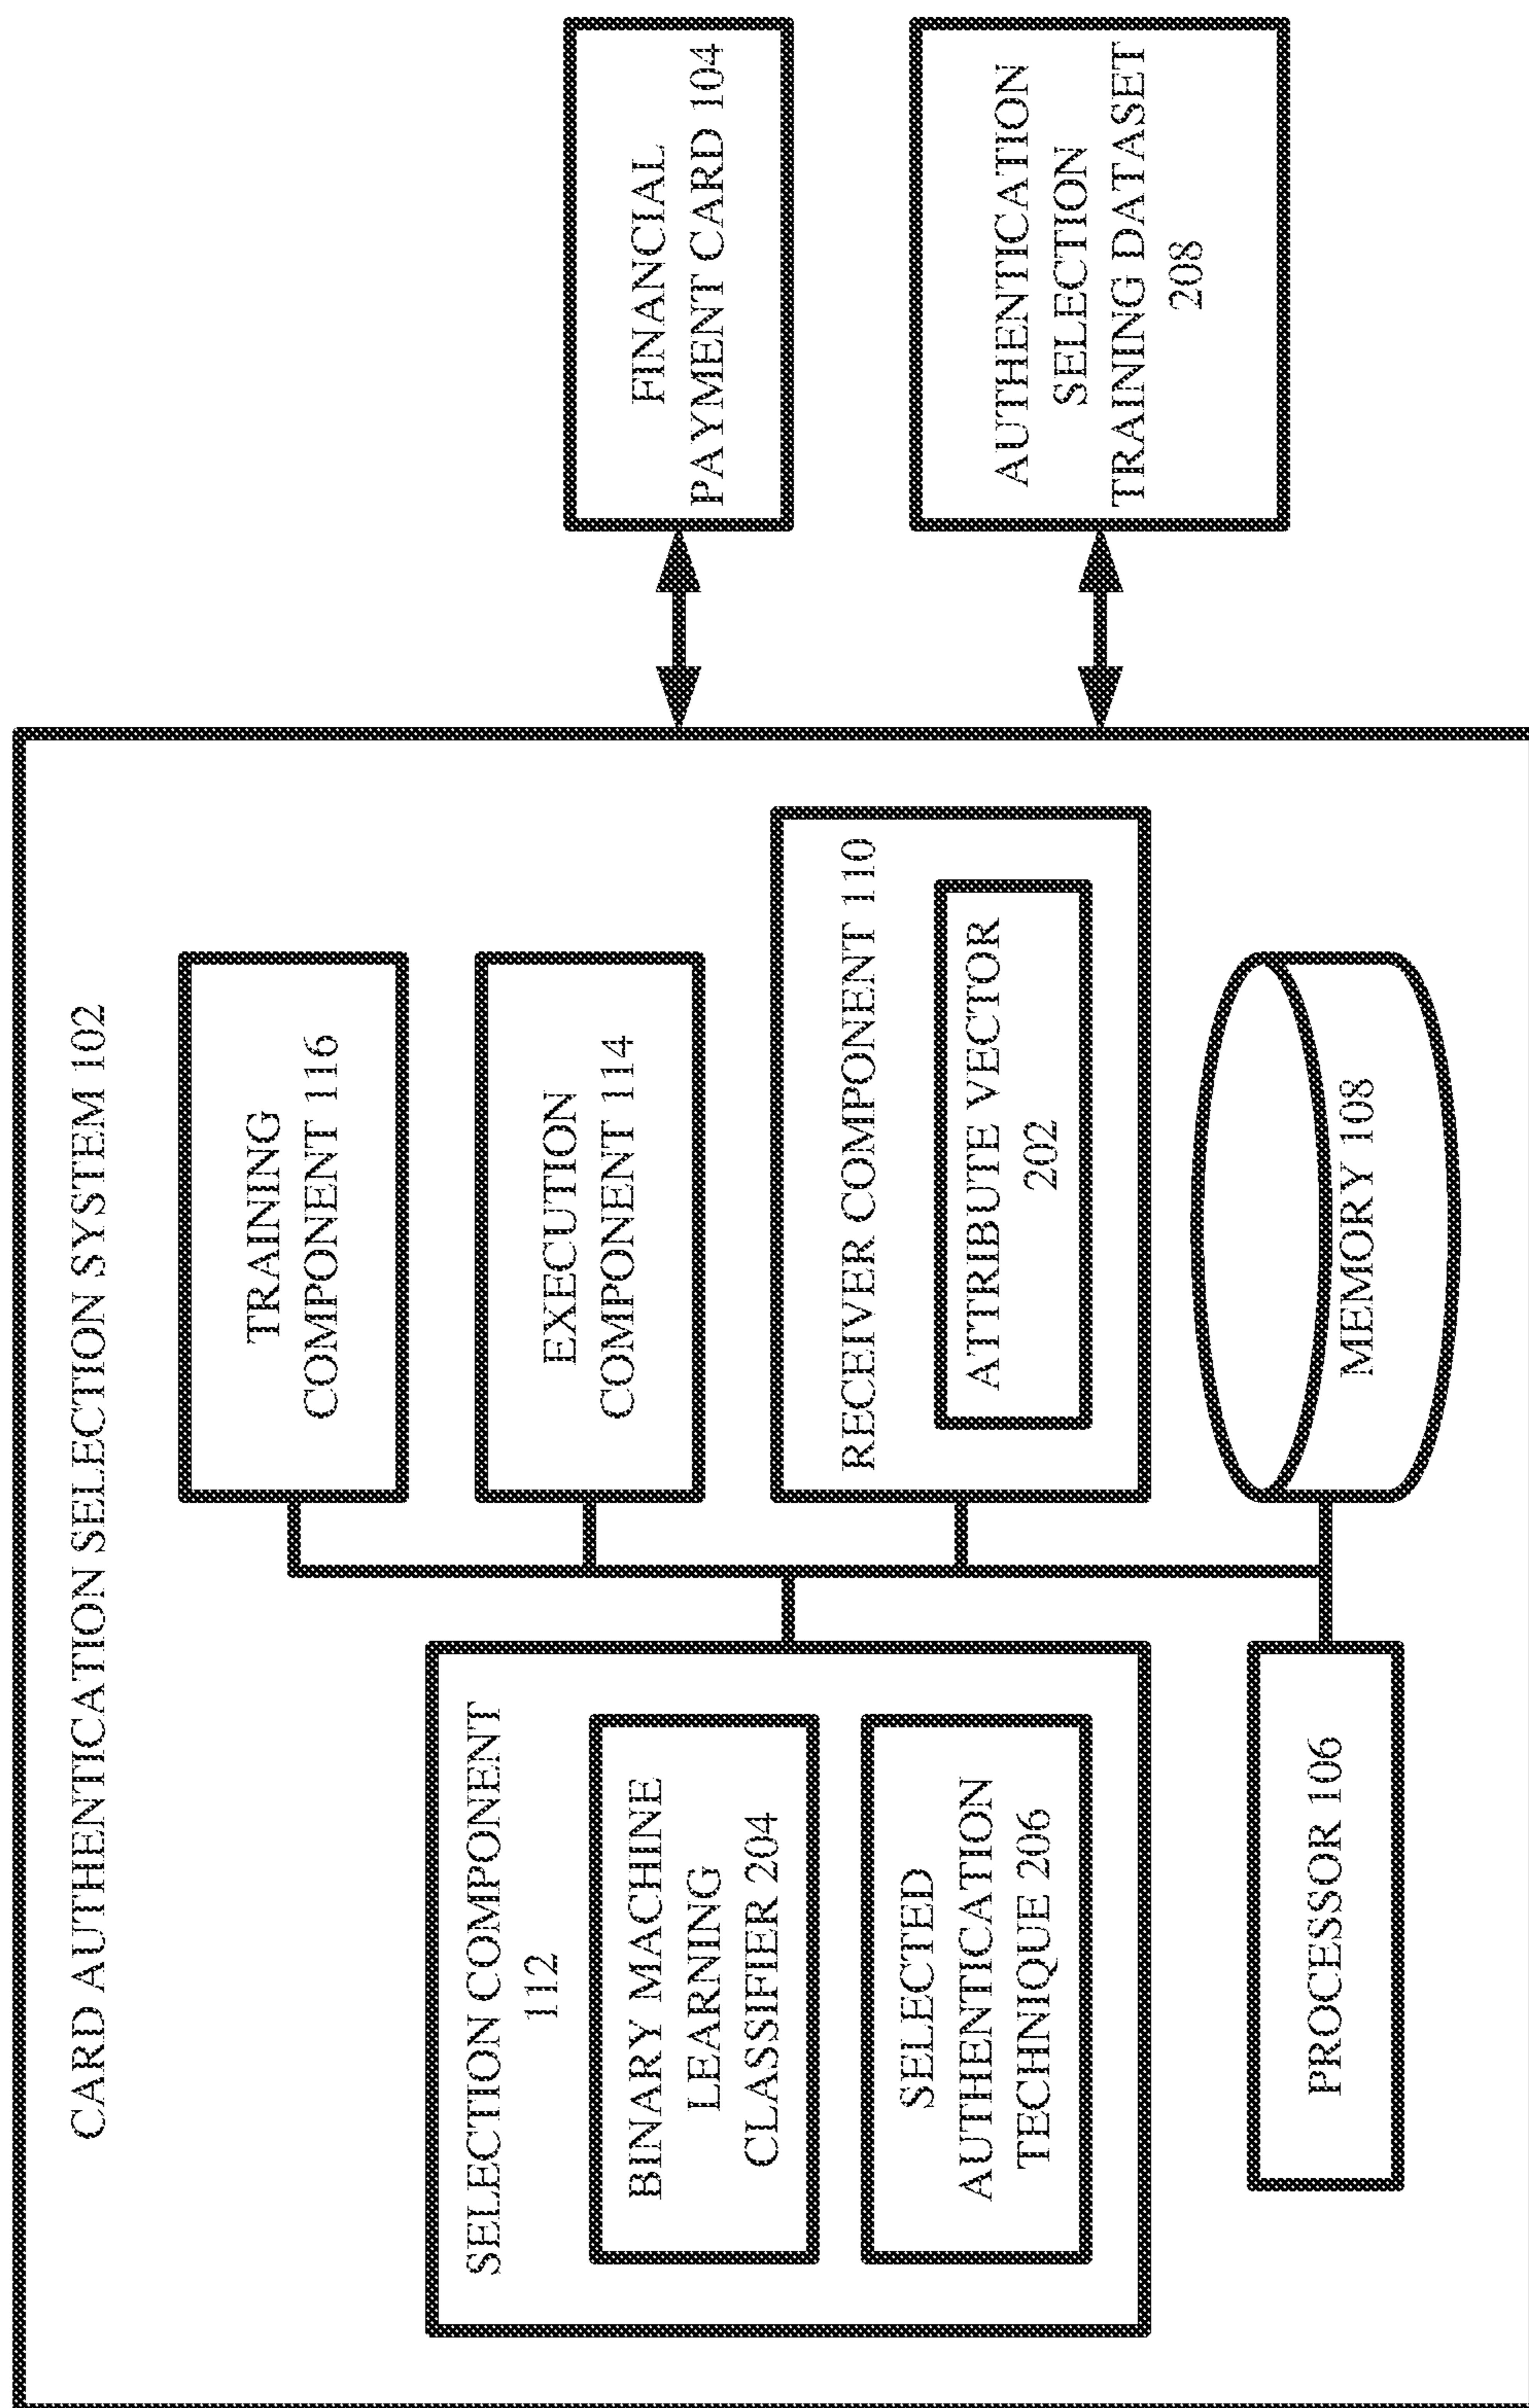 CARD AUTHENTICATION SELECTION SYSTEM 102
SELECTION COMPONENT
112
BINARY MACHINE
LEARNING
CLASSIFIER 204
SELECTED
AUTHENTICATION
TECHNIQUE 206
PROCESSOR 106
TRAINING
COMPONENT 116
EXECUTION
COMPONENT 114
RECEIVER COMPONENT 110
ATTRIBUTE VECTOR
202
MEMORY 108
FINANCIAL
PAYMENT CARD 104
AUTHENTICATION
SELECTION
TRAINING DATASET
208